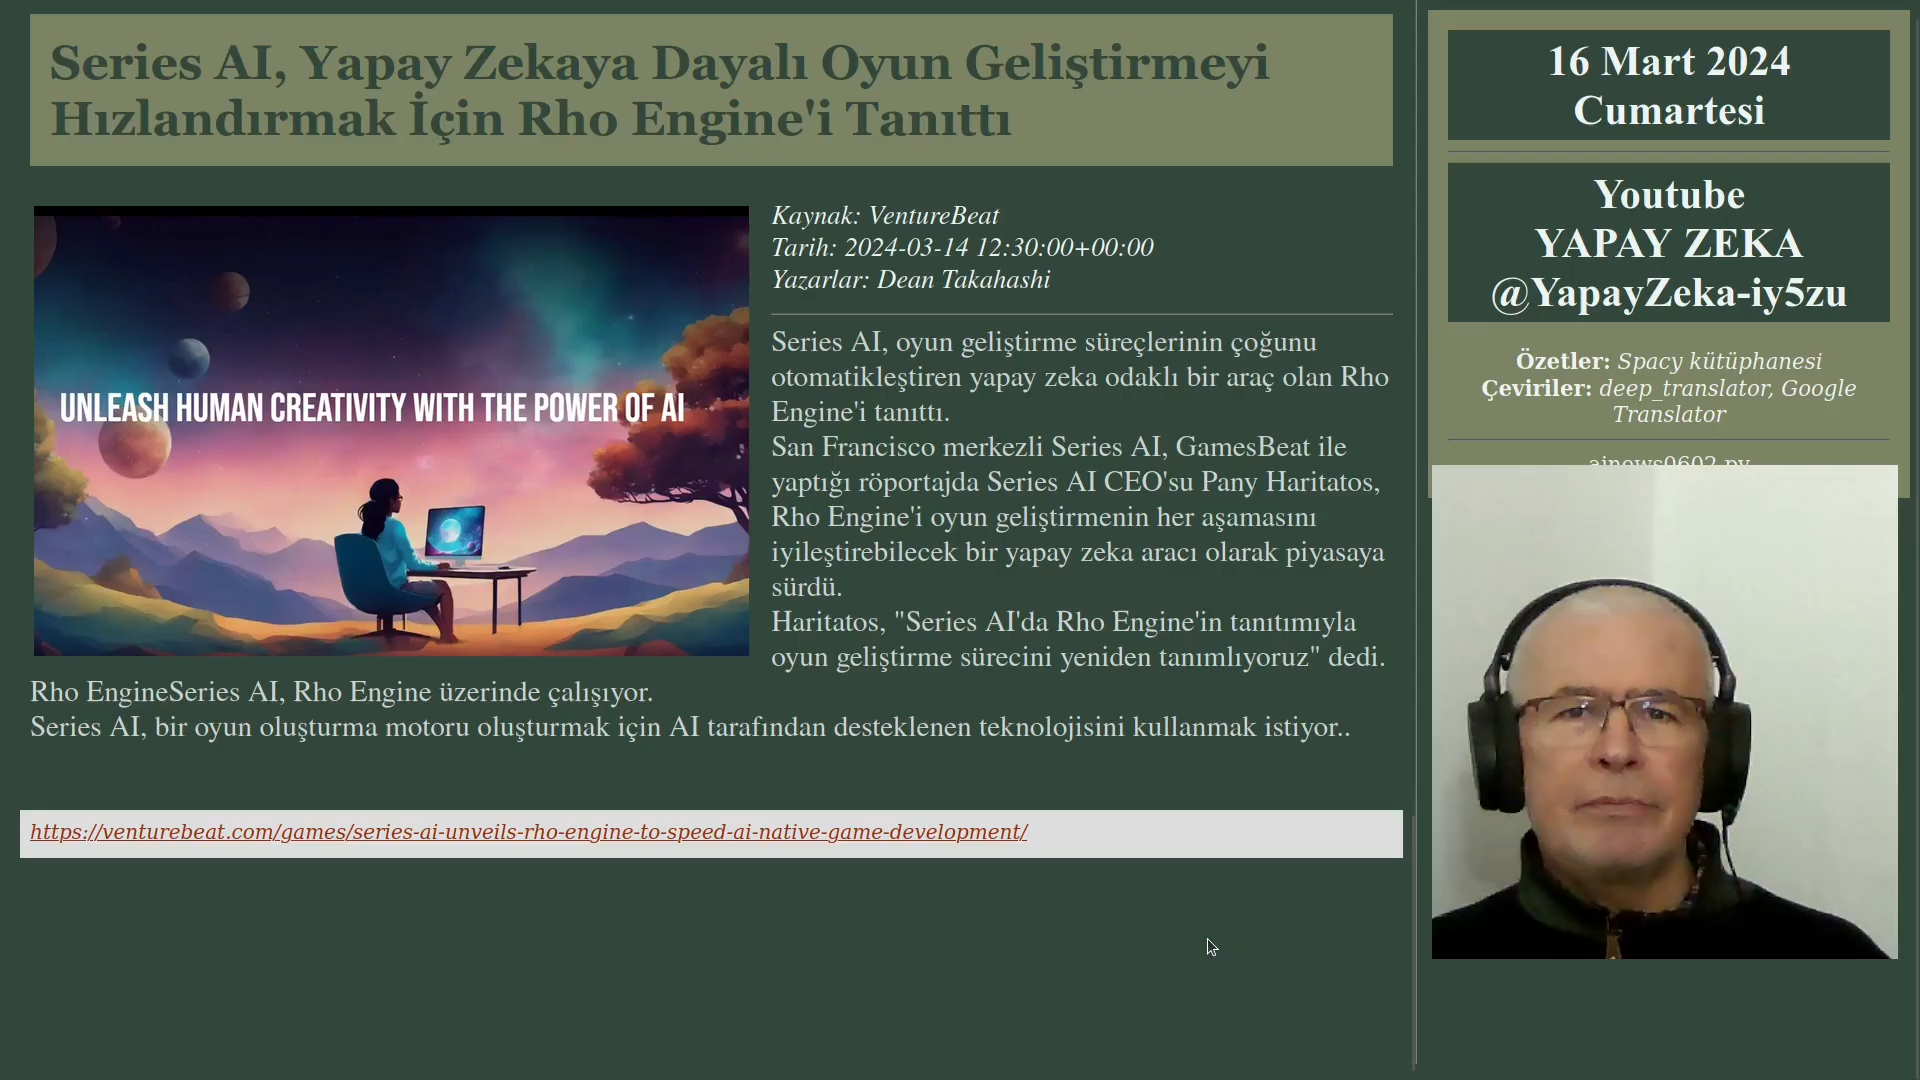 Series AI, Yapay Zekaya Dayalı Oyun Geliştirmeyi
Hızlandırmak İçin Rho Engine'i Tanıttı
UNLEASH HUMAN CREATIVITY WITH THE POWER OF AI
Kaynak: VentureBeat
Tarih: 2024-03-14 12:30:00+00:00
Yazarlar: Dean Takahashi
Series AI, oyun geliştirme süreçlerinin çoğunu
otomatikleştiren yapay zeka odaklı bir araç olan Rho
Engine'i tanıttı.
San Francisco merkezli Series AI, GamesBeat ile
yaptığı röportajda Series AI CEO'su Pany Haritatos,
Rho Engine'i oyun geliştirmenin her aşamasını
iyileştirebilecek bir yapay zeka aracı olarak piyasaya
sürdü.
Haritatos, "Series AI'da Rho Engine'in tanıtımıyla
oyun geliştirme sürecini yeniden tanımlıyoruz" dedi.
Rho EngineSeries AI, Rho Engine üzerinde çalışıyor.
Series AI, bir oyun oluşturma motoru oluşturmak için AI tarafından desteklenen teknolojisini kullanmak istiyor..
https://venturebeat.com/games/series-ai-unveils-rho-engine-to-speed-ai-native-game-development/
16 Mart 2024
Cumartesi
Youtube
YAPAY ZEKA
@YapayZeka-iy5zu
Özetler: Spacy kütüphanesi
Çeviriler: deep_translator, Google
Translator
ainews0602.py